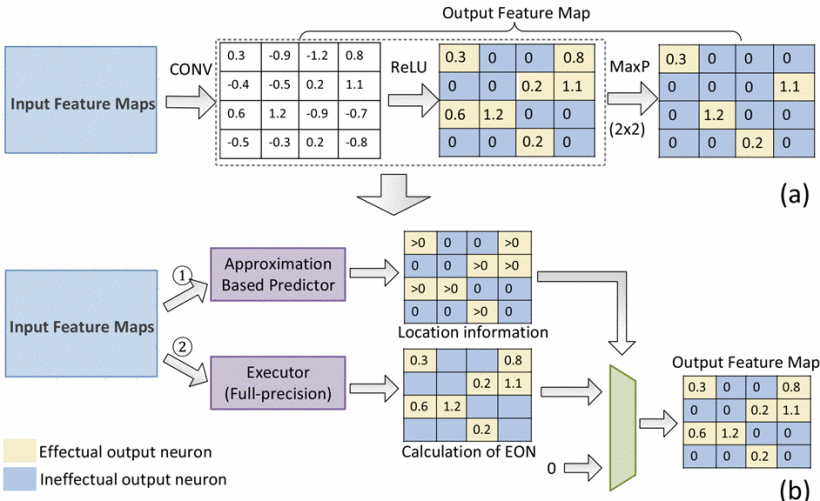 Output Feature Map
Input Feature Maps
CONV
0.3 -0.9 -1.2 0.8
-0.4 -0.5 0.2 1.1
0.6 1.2 -0.9 -0.7
-0.5 -0.3 0.2 -0.8
ReLU
0.3 0 0 0.8
0 0 0.2 1.1
0.6 1.2 0 0
0 0 0.2 0
MaxP
(2x2)
0.3 0 0 0
0 0 0 1.1
0 1.2 0 0
0 0 0.2 0
(a)
Input Feature Maps
1
Approximation
Based Predictor
>0 0 0 >0
0 0 >0 >0
>0 >0 0 0
0 0 >0 0
Location information
2
Executor
(Full-precision)
0.3 0.8
0.2 1.1
0.6 1.2
0.2
Calculation of EON
0
Output Feature Map
0.3 0 0 0.8
0 0 0.2 1.1
0.6 1.2 0 0
0 0 0.2 0
Effectual output neuron
Ineffectual output neuron
(b)